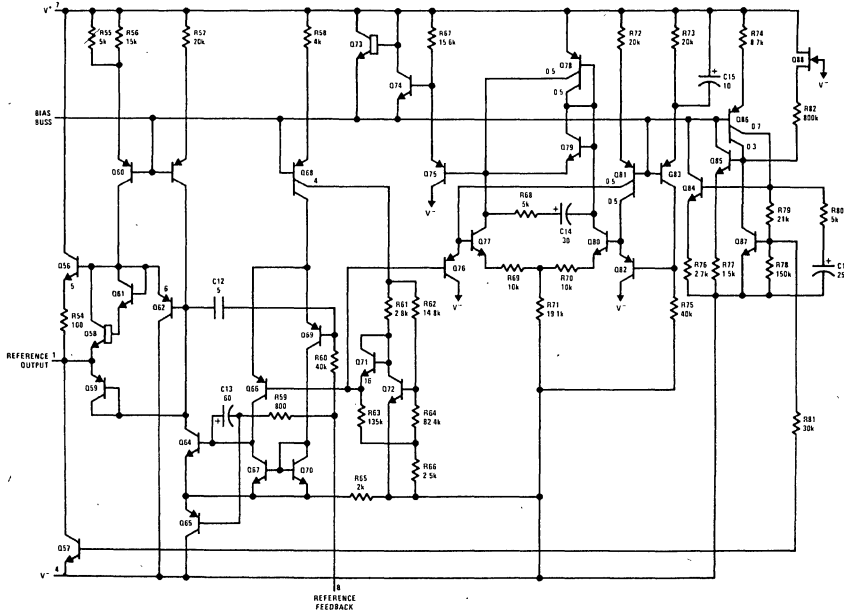 V+ 7
R55 5k
R56 15k
R57 20k
R58 4k
Q73
Q74
R67 15.6k
Q78
0.5
0.5
R72 20k
R73 20k
C15 10
R74 8.7k
Q88
V-
R82 800k
BIAS BUSS
Q60
Q68
4
Q75
V-
Q79
Q81
0.5
0.5
Q83
Q86
0.7
0.3
Q85
Q84
R68 5k
C14 30
R79 21k
R80 5k
Q56
5
Q61
6
Q62
C12 5
Q77
Q76
V-
R69 10k
R70 10k
Q80
Q82
V-
R76 2.7k
R77 1.5k
Q87
R78 150k
R54 100
Q58
Q69
R61 2.8k
R62 14.8k
R71 19.1k
R75 40k
REFERENCE OUTPUT 1
Q59
R60 40k
Q71
16
Q72
Q66
C13 60
R59 800
R63 135k
R64 82.4k
R81 30k
Q64
Q67
Q70
R66 2.5k
R65 2k
Q65
Q57
V- 4
8
REFERENCE FEEDBACK